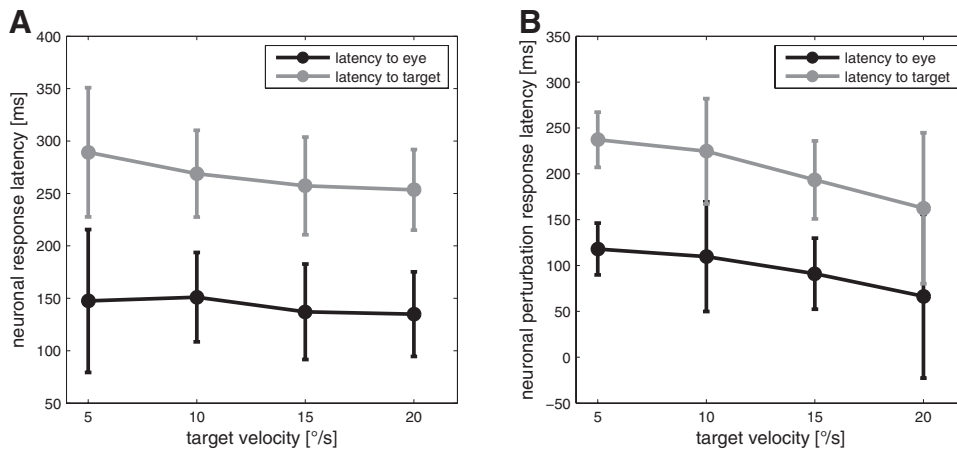 A
neuronal response latency [ms]
400
350
300
250
200
150
100
50
latency to eye
latency to target
5 10 15 20
target velocity [°/s]
B
neuronal perturbation response latency [ms]
350
300
250
200
150
100
50
0
−50
latency to eye
latency to target
5 10 15 20
target velocity [°/s]